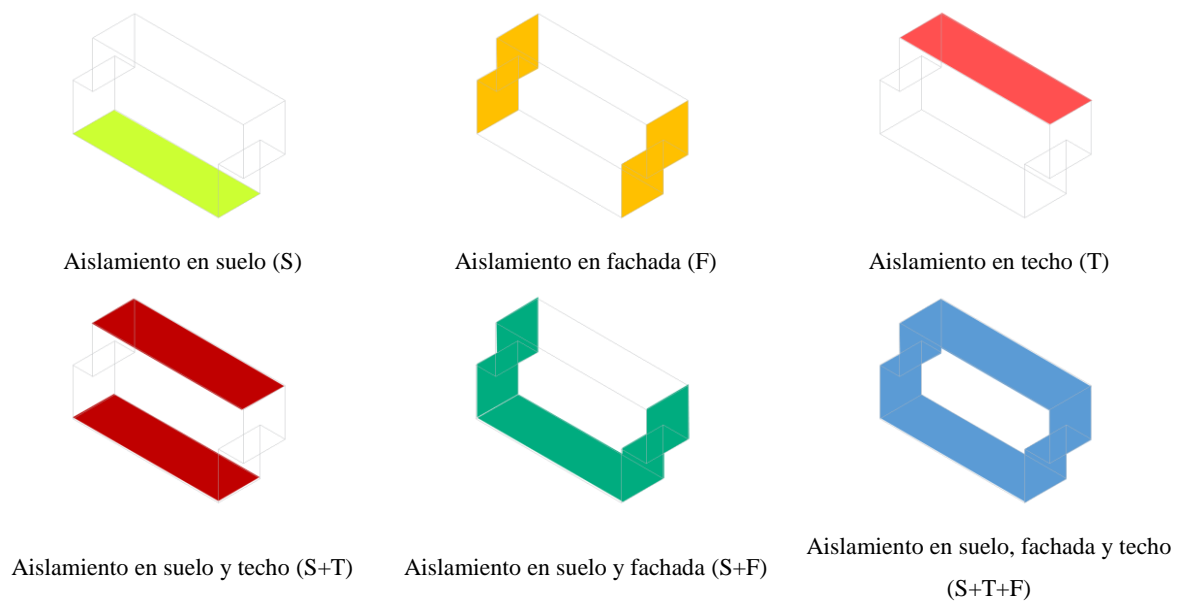 Aislamiento en suelo (S)
Aislamiento en fachada (F)
Aislamiento en techo (T)
Aislamiento en suelo y techo (S+T)
Aislamiento en suelo y fachada (S+F)
Aislamiento en suelo, fachada y techo
(S+T+F)